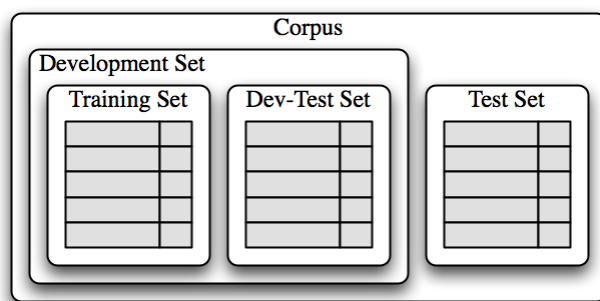 Corpus
Development Set
Training Set
Dev-Test Set
Test Set